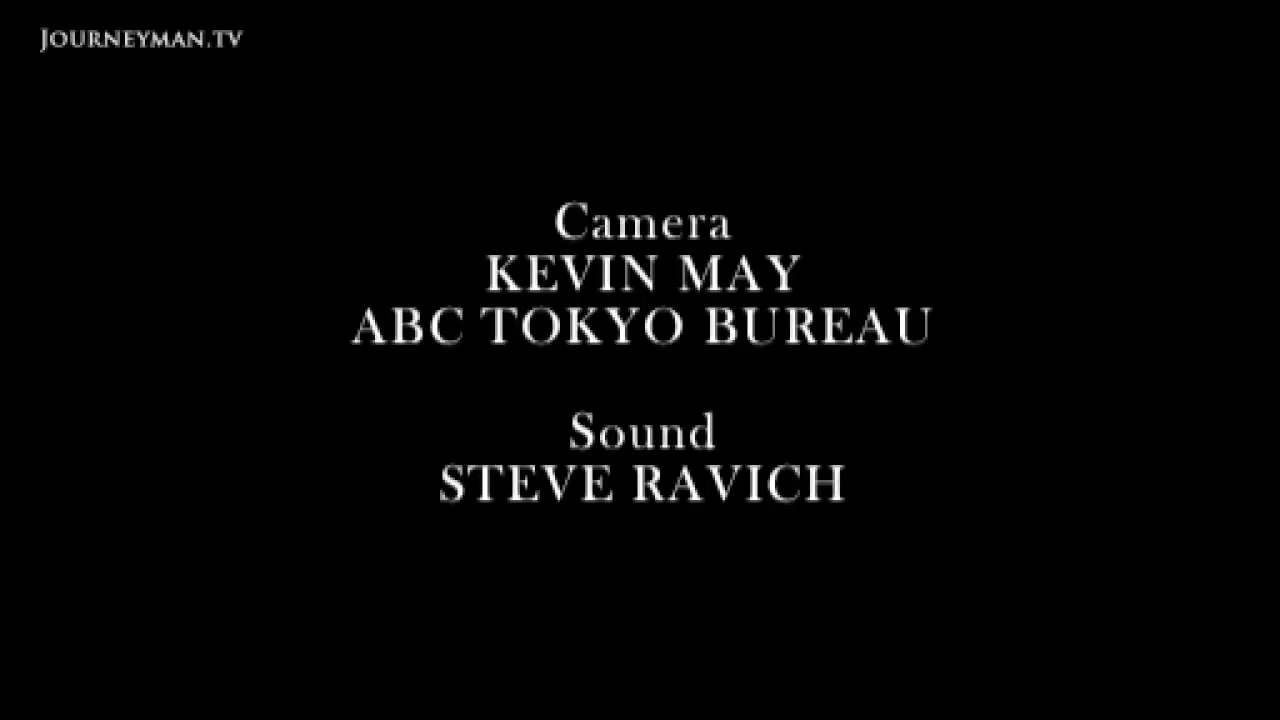 JOURNEYMAN.TV
Camera
KEVIN MAY
ABC TOKYO BUREAU
Sound
STEVE RAVICH